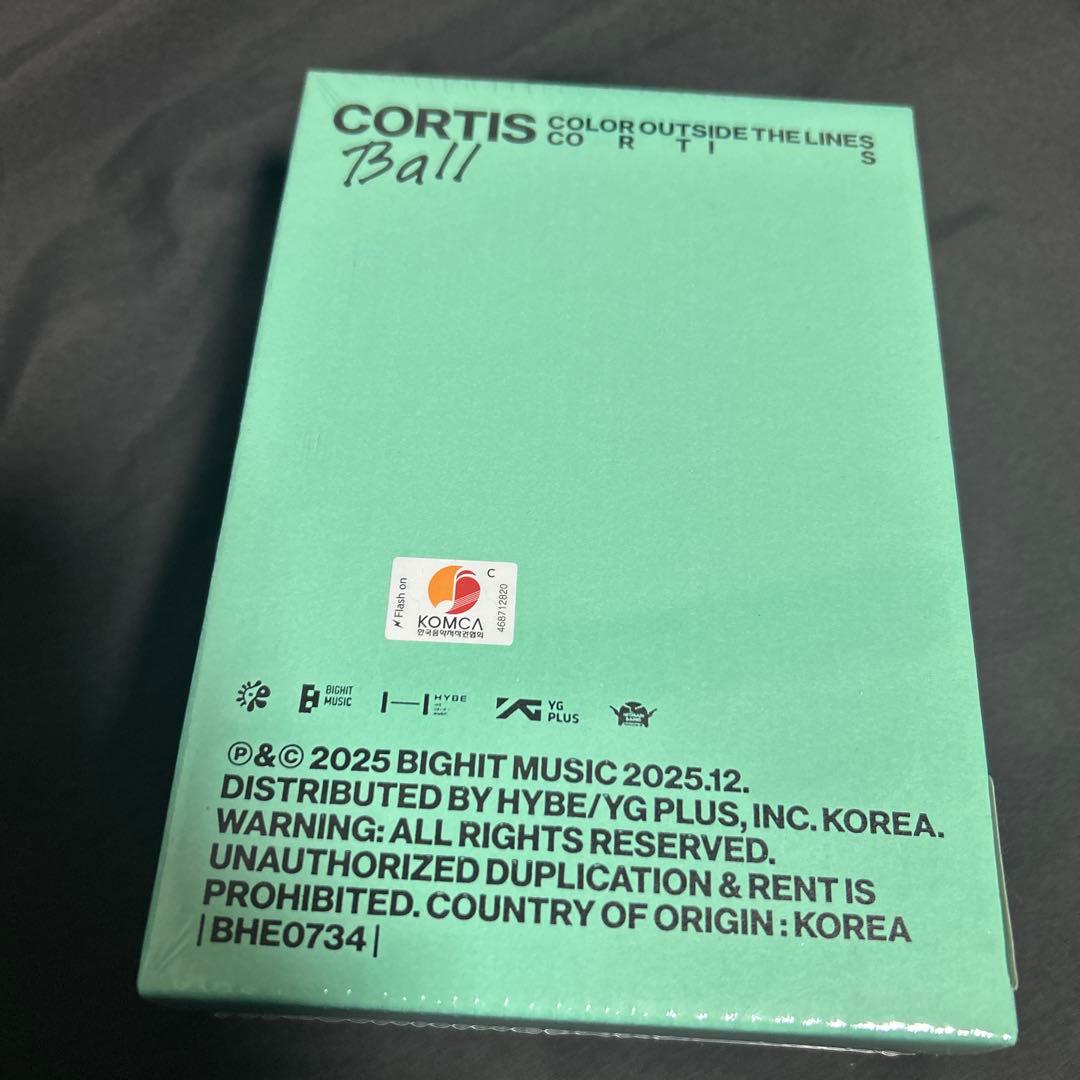 CORTIS COLOR OUTSIDE THE LINES
CO R T I S
Ball
Flash on
C
KOMCA
한국음악저작권협회
468712820
BIGHIT
MUSIC
HYBE
YG
PLUS
Ⓟ&© 2025 BIGHIT MUSIC 2025.12.
DISTRIBUTED BY HYBE/YG PLUS, INC. KOREA.
WARNING: ALL RIGHTS RESERVED.
UNAUTHORIZED DUPLICATION & RENT IS
PROHIBITED. COUNTRY OF ORIGIN : KOREA
|BHE0734|